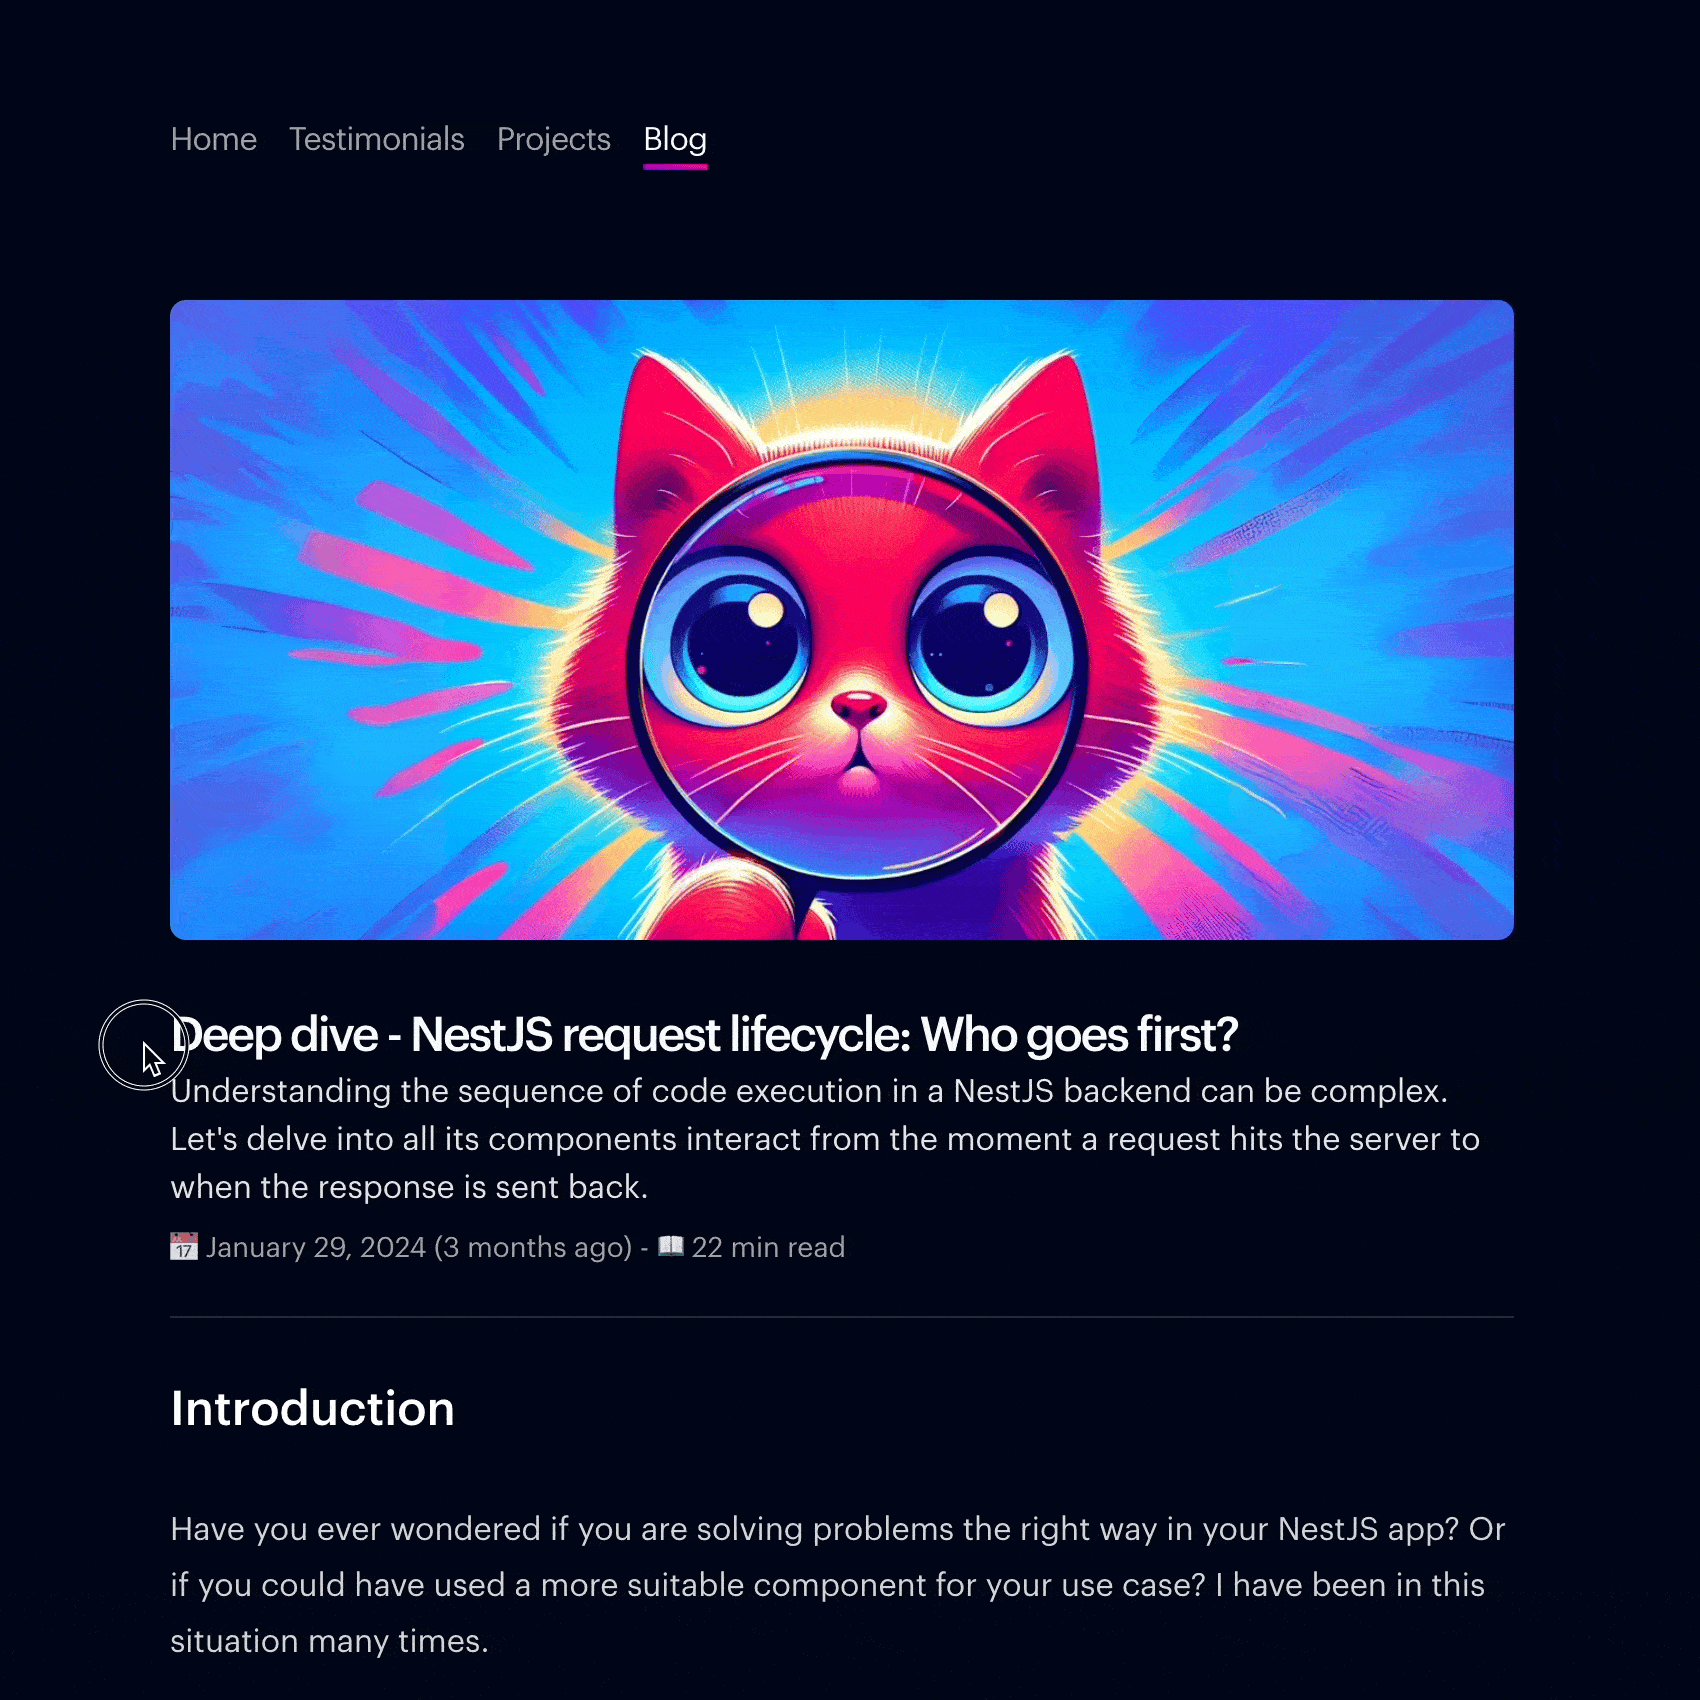 Home Testimonials Projects Blog
Deep dive - NestJS request lifecycle: Who goes first?
Understanding the sequence of code execution in a NestJS backend can be complex.
Let's delve into all its components interact from the moment a request hits the server to
when the response is sent back.
📅 January 29, 2024 (3 months ago) - 📖 22 min read
Introduction
Have you ever wondered if you are solving problems the right way in your NestJS app? Or
if you could have used a more suitable component for your use case? I have been in this
situation many times.